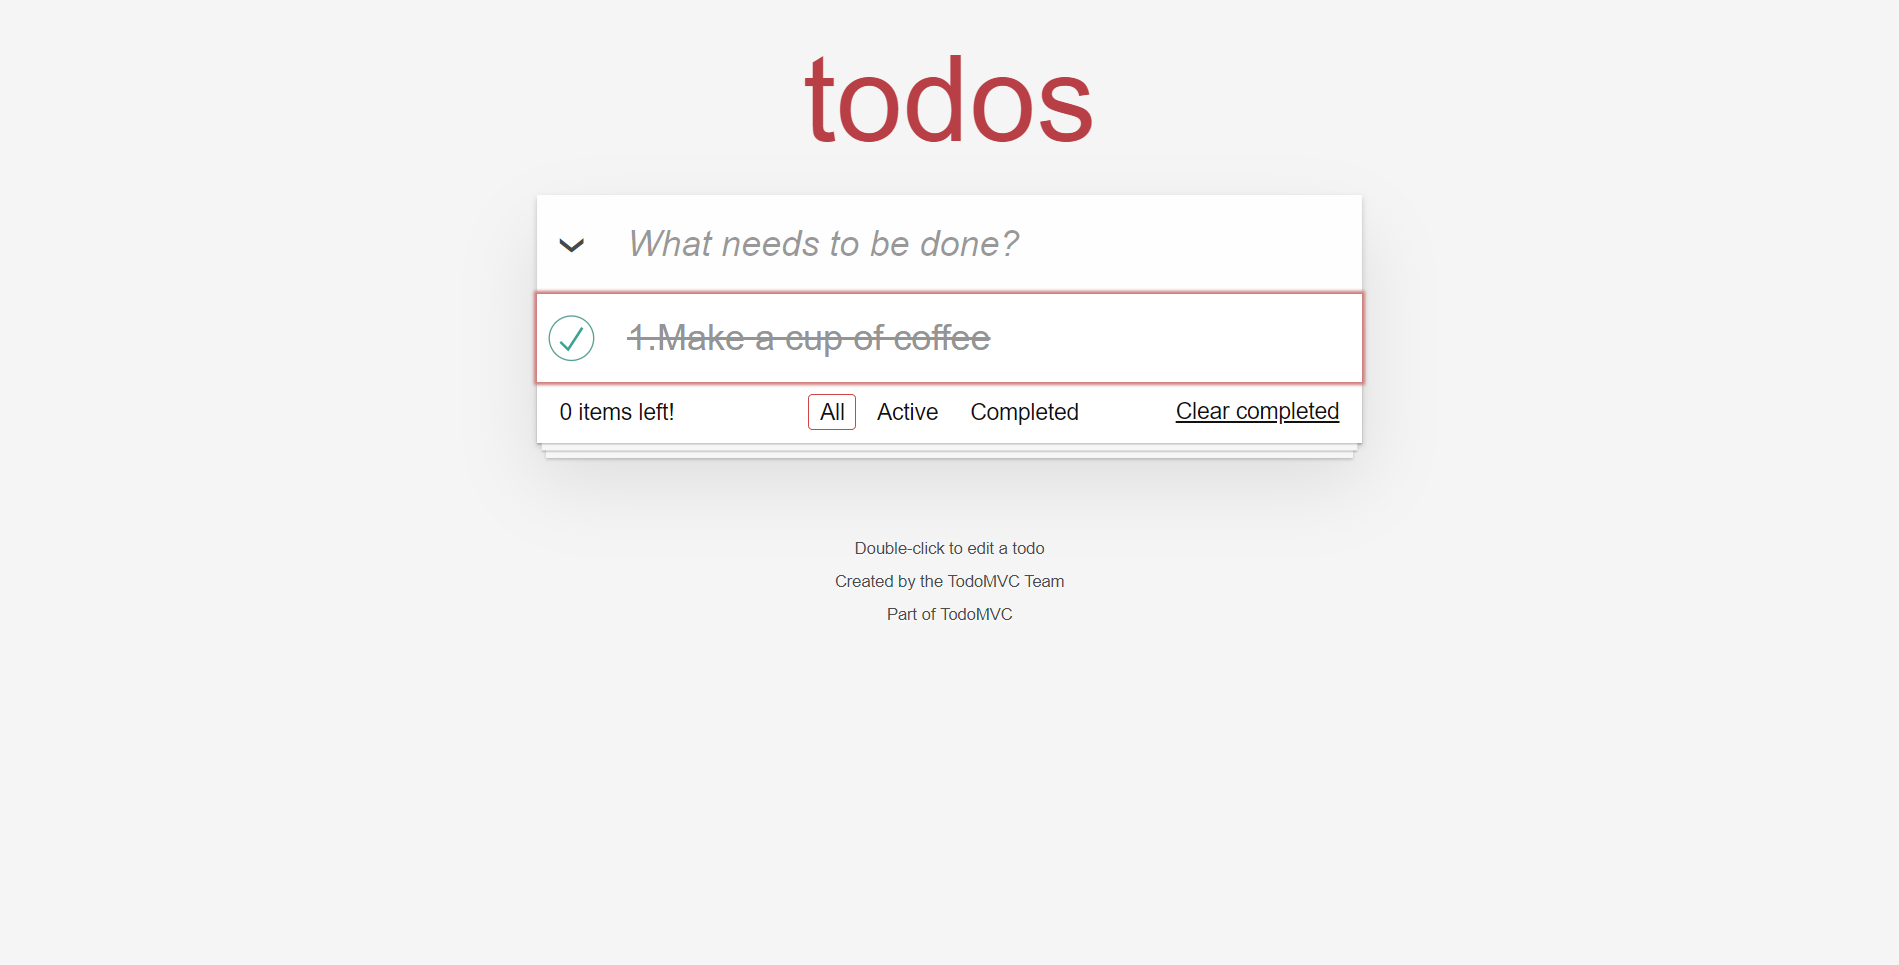 todos
What needs to be done?
1.Make a cup of coffee
0 items left! All Active Completed Clear completed
Double-click to edit a todo
Created by the TodoMVC Team
Part of TodoMVC